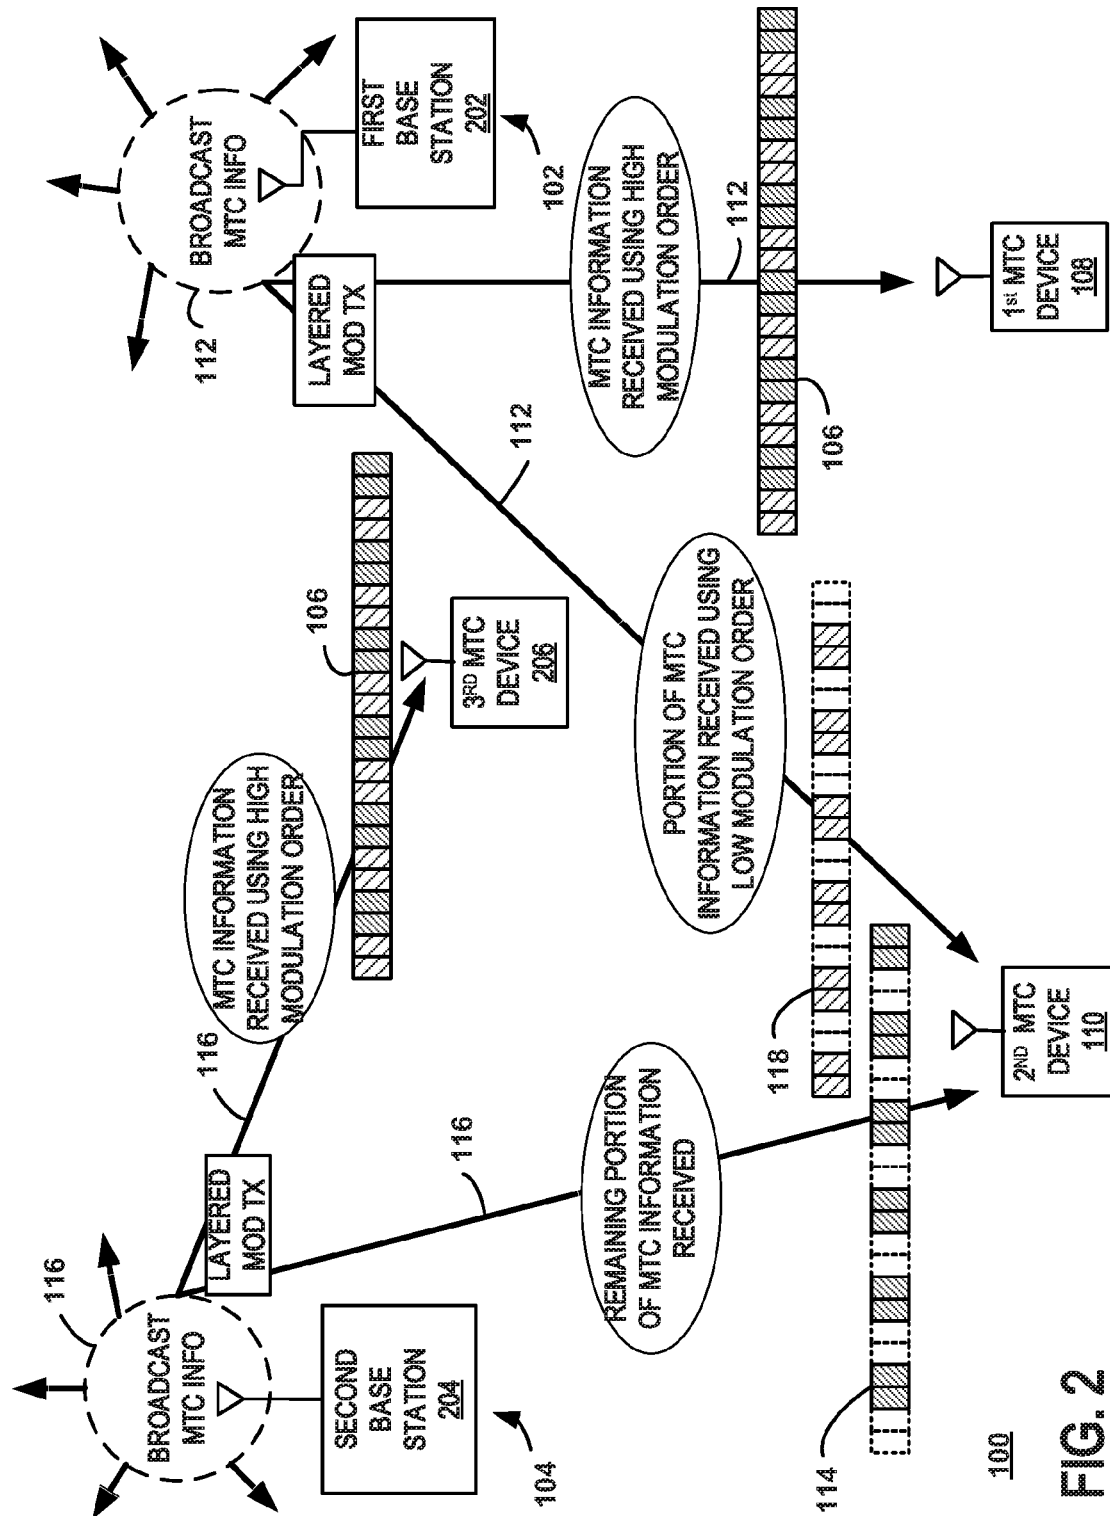 BROADCAST
MTC INFO
116
SECOND
BASE
STATION
204
104
LAYERED
MOD TX
116
MTC INFORMATION
RECEIVED USING HIGH
MODULATION ORDER
106
3RD MTC
DEVICE
206
BROADCAST
MTC INFO
112
FIRST
BASE
STATION
202
102
LAYERED
MOD TX
112
MTC INFORMATION
RECEIVED USING HIGH
MODULATION ORDER
112
106
1st MTC
DEVICE
108
116
REMAINING PORTION
OF MTC INFORMATION
RECEIVED
PORTION OF MTC
INFORMATION RECEIVED USING
LOW MODULATION ORDER
118
114
2ND MTC
DEVICE
110
100
FIG. 2